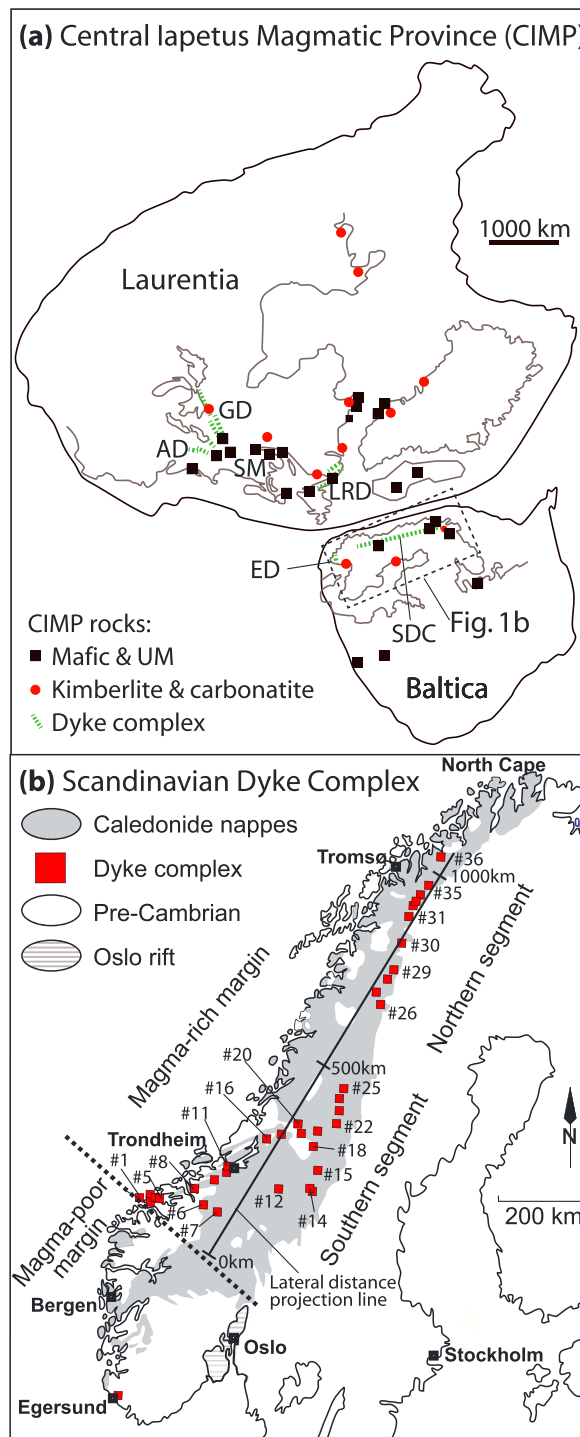 (a) Central Iapetus Magmatic Province (CIMP)
1000 km
Laurentia
GD
AD
SM
LRD
ED
SDC
Fig. 1b
CIMP rocks:
Mafic & UM
Kimberlite & carbonatite
Dyke complex
Baltica
(b) Scandinavian Dyke Complex
North Cape
Caledonide nappes
Dyke complex
Pre-Cambrian
Oslo rift
Tromsø
#36
1000km
#35
#31
#30
#29
#26
Northern segment
Magma-rich margin
#20
500km
#16
#25
#11
#22
Trondheim
#18
#8
#1
#5
#15
#12
#14
#6
#7
Southern segment
N
200 km
Magma-poor
margin
0km
Lateral distance
projection line
Bergen
Oslo
Stockholm
Egersund